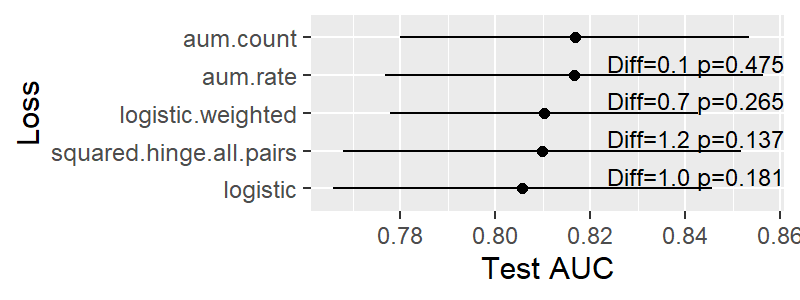 aum.count
Diff=0.1 p=0.475
aum.rate
Diff=0.7 p=0.265
logistic.weighted
Diff=1.2 p=0.137
squared.hinge.all.pairs
Diff=1.0 p=0.181
logistic
Loss
0.78 0.80 0.82 0.84 0.86
Test AUC